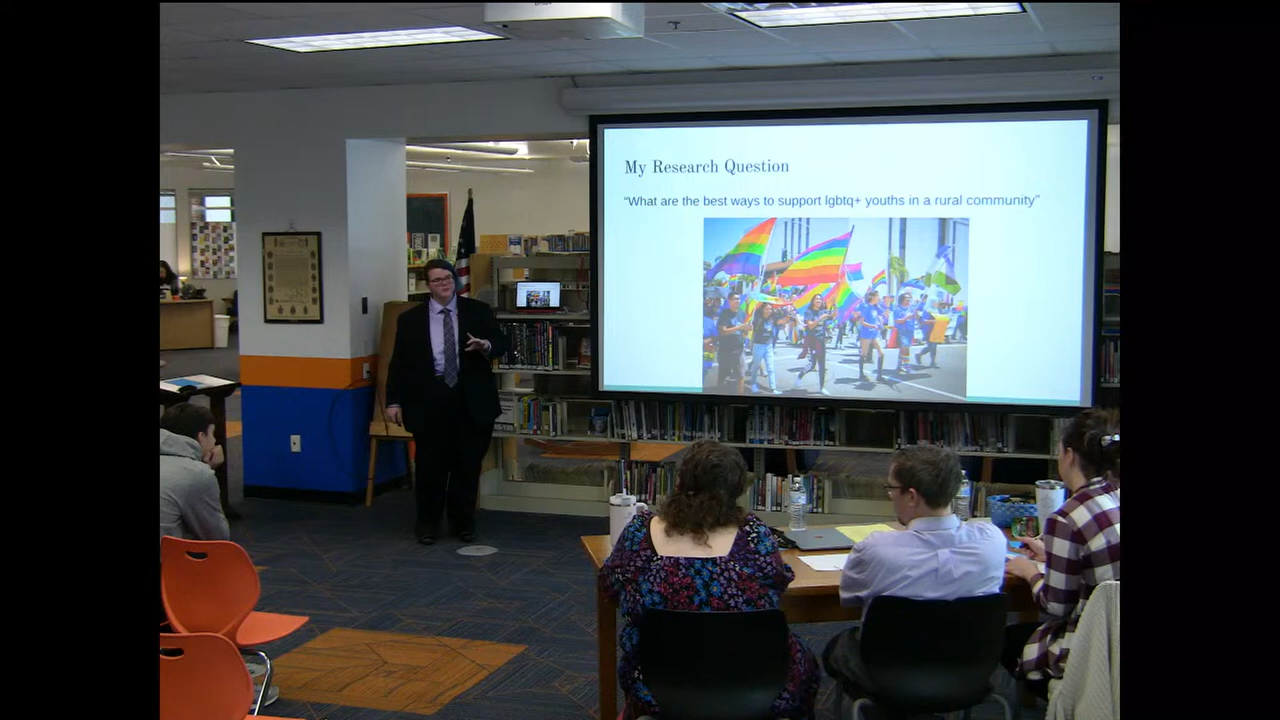 My Research Question
“What are the best ways to support lgbtq+ youths in a rural community”